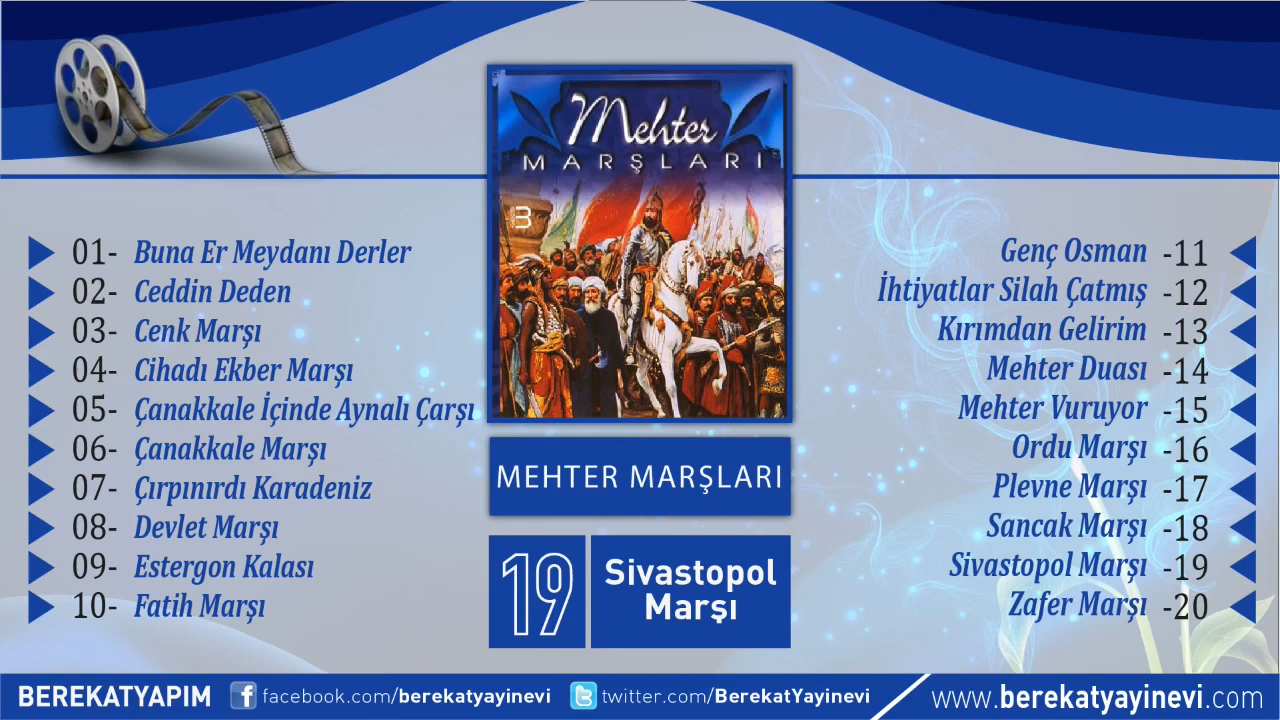 Mehter
MARŞLARI
3
01- Buna Er Meydanı Derler
02- Ceddin Deden
03- Cenk Marşı
04- Cihadı Ekber Marşı
05- Çanakkale İçinde Aynalı Çarşı
06- Çanakkale Marşı
07- Çırpınırdı Karadeniz
08- Devlet Marşı
09- Estergon Kalası
10- Fatih Marşı
Genç Osman -11
İhtiyatlar Silah Çatmış -12
Kırımdan Gelirim -13
Mehter Duası -14
Mehter Vuruyor -15
Ordu Marşı -16
Plevne Marşı -17
Sancak Marşı -18
Sivastopol Marşı -19
Zafer Marşı -20
MEHTER MARŞLARI
19
Sivastopol
Marşı
BEREKATYAPIM facebook.com/berekatyayinevi twitter.com/BerekatYayinevi www.berekatyayinevi.com